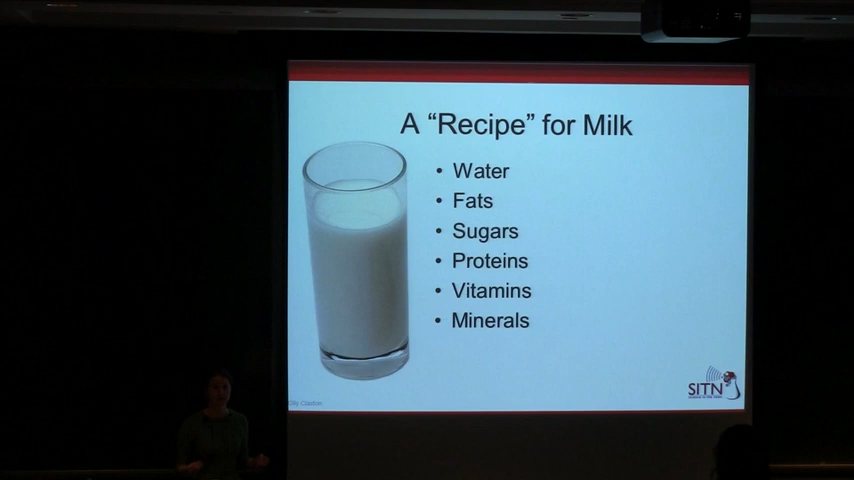 A “Recipe” for Milk
• Water
• Fats
• Sugars
• Proteins
• Vitamins
• Minerals
SITN